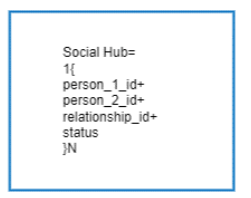 Social Hub=
1{
person_1_id+
person_2_id+
relationship_id+
status
}N